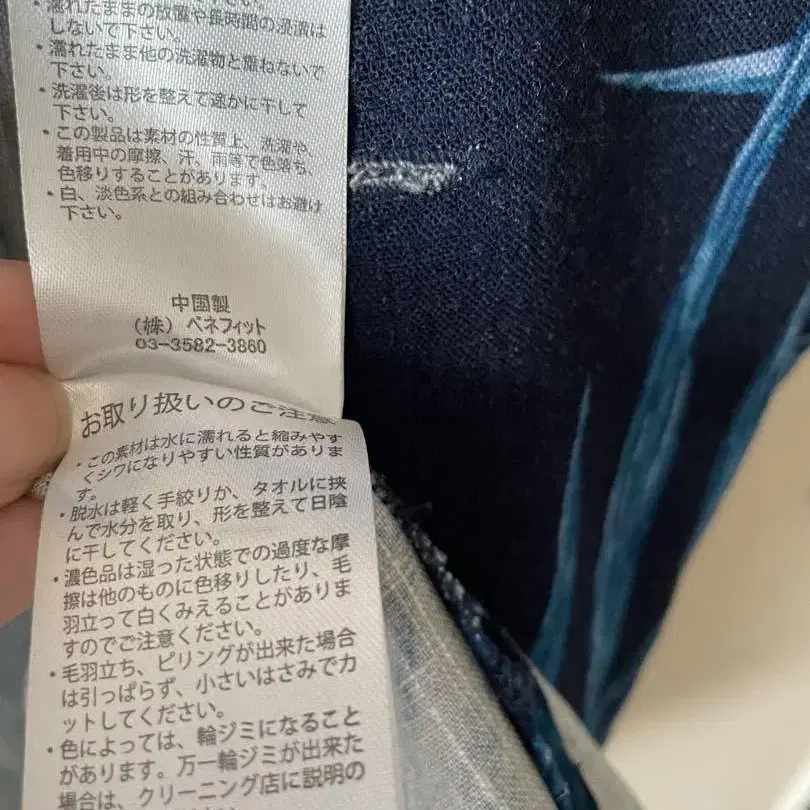 ・濡れたままの放置や長時間の浸漬は
しないで下さい。
・濡れたまま他の洗濯物と重ねないで
下さい。
・洗濯後は形を整えて速かに干して
下さい。
・この製品は素材の性質上、洗濯や、
着用中の摩擦、汗、雨等で色落ち、
色移りすることがあります。
・白、淡色系との組み合わせはお避け
下さい。
中国製
(株) ベネフィット
03-3582-3860
お取り扱いのご注意
・この素材は水に濡れると縮みやす
くシワになりやすい性質がありま
す。
・脱水は軽く手絞りか、タオルに挟
んで水分を取り、形を整えて日陰
に干してください。
・濃色品は湿った状態での過度な摩
擦は他のものに色移りしたり、毛
羽立って白くみえることがありま
すのでご注意ください。
・毛羽立ち、ピリングが出来た場合
は引っぱらず、小さいはさみでカ
ットしてください。
・色によっては、輪ジミになること
があります。万一輪ジミが出来た
場合は、クリーニング店に説明の